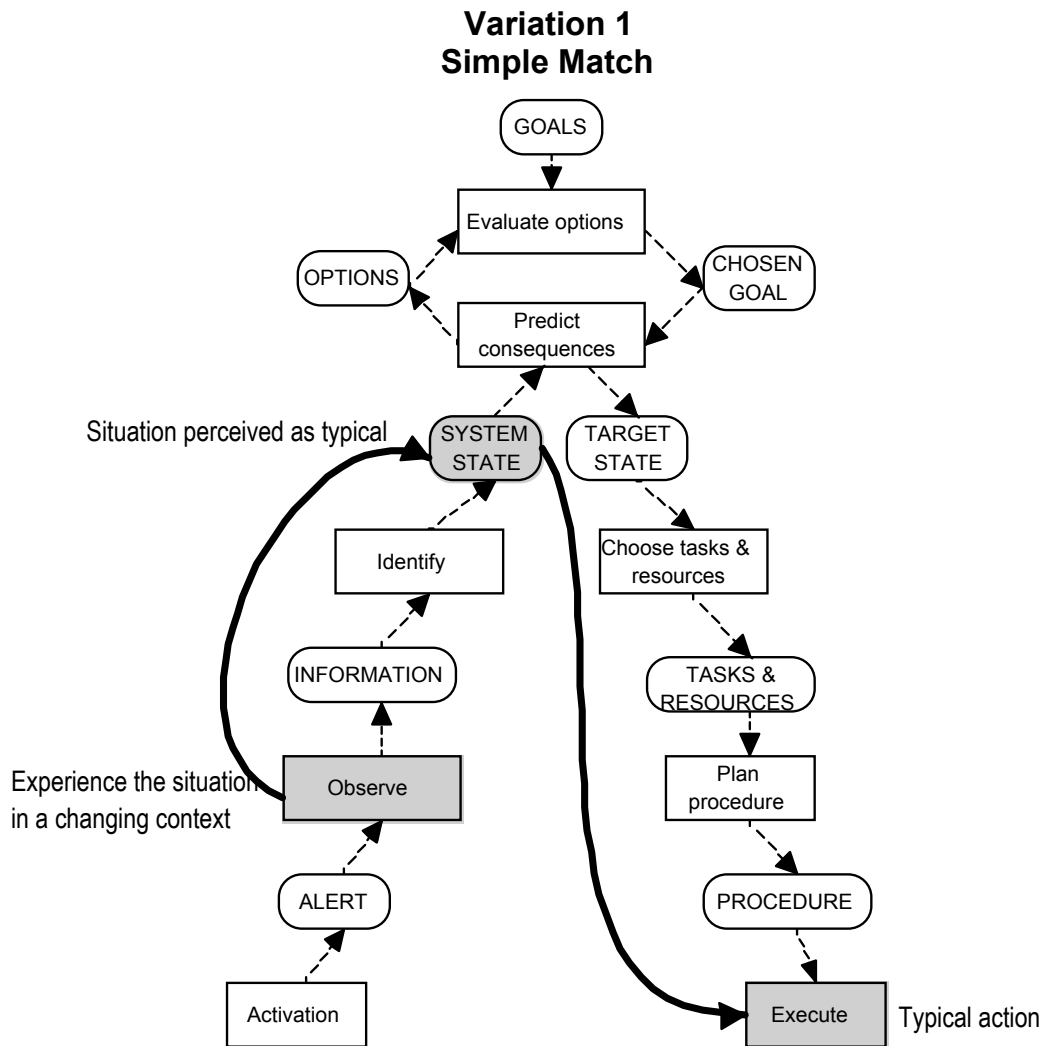 Variation 1
Simple Match
GOALS
Evaluate options
OPTIONS
CHOSEN
GOAL
Predict
consequences
Situation perceived as typical
SYSTEM
STATE
TARGET
STATE
Identify
Choose tasks &
resources
INFORMATION
TASKS &
RESOURCES
Experience the situation
in a changing context
Observe
Plan
procedure
ALERT
PROCEDURE
Activation
Execute
Typical action